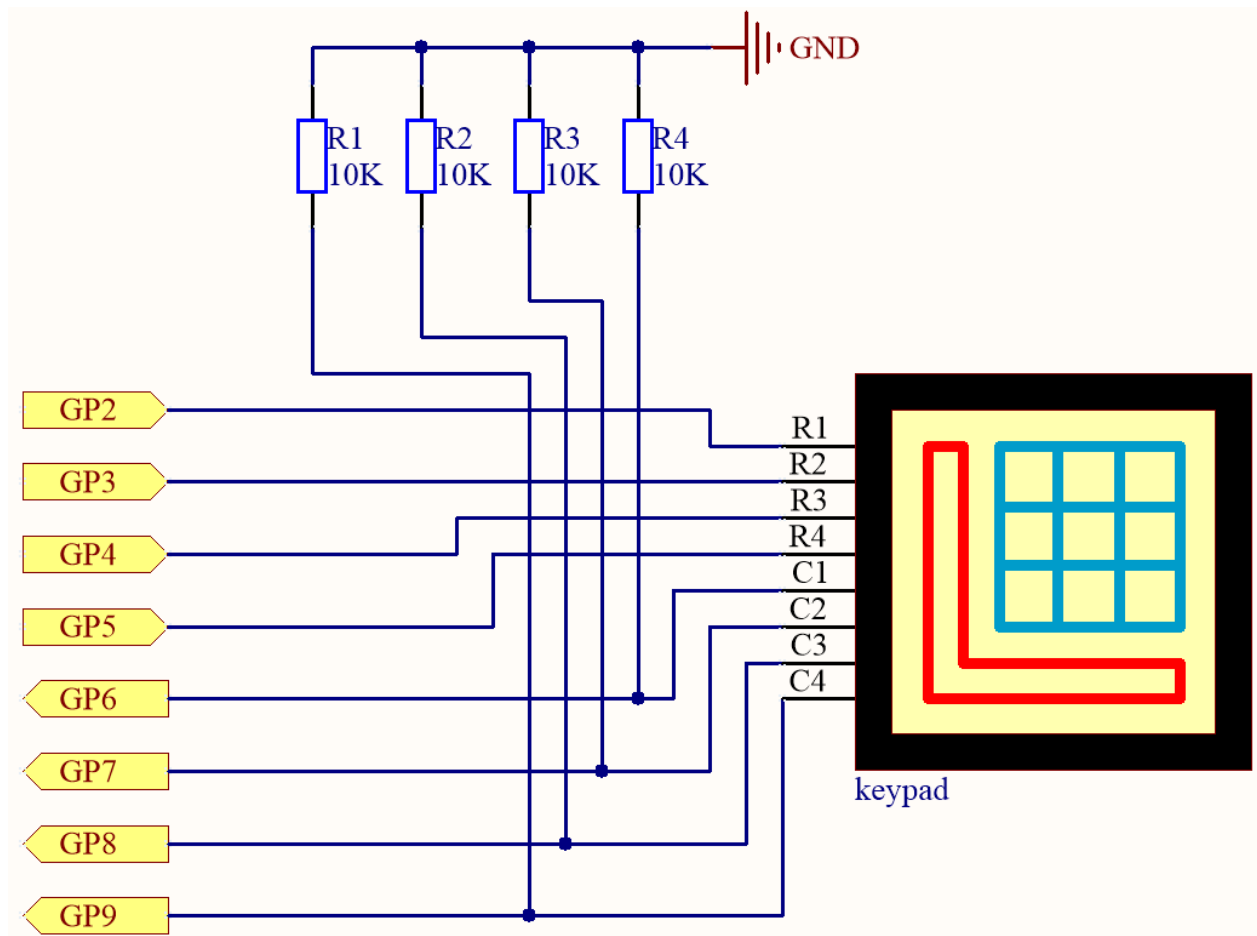 GND
R1
10K
R2
10K
R3
10K
R4
10K
GP2
GP3
GP4
GP5
GP6
GP7
GP8
GP9
R1
R2
R3
R4
C1
C2
C3
C4
keypad